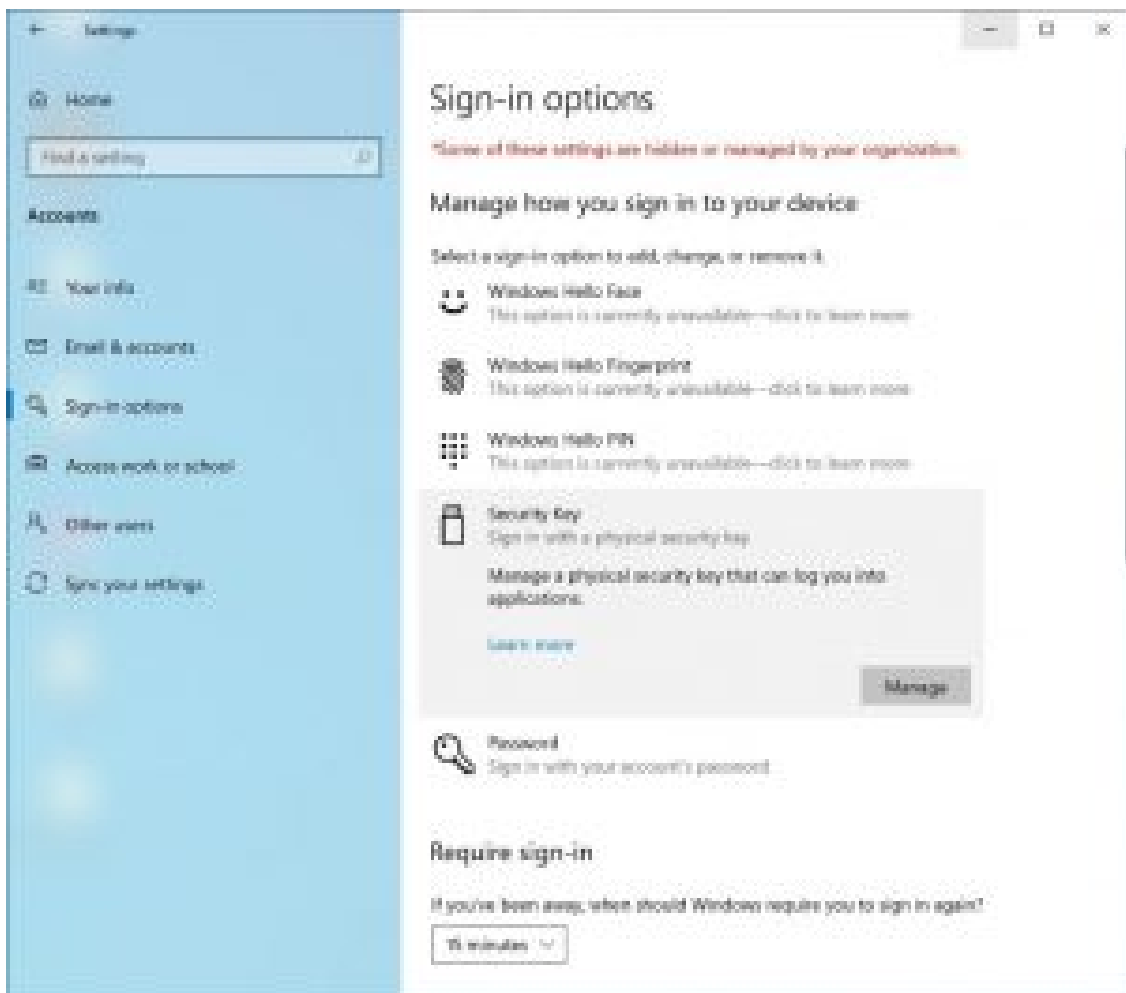 Settings
Home
Find a setting
Accounts
Your info
Email & accounts
Sign-in options
Access work or school
Other users
Sync your settings
Sign-in options
*Some of these settings are hidden or managed by your organization.
Manage how you sign in to your device
Select a sign-in option to add, change, or remove it.
Windows Hello Face
This option is currently unavailable—click to learn more
Windows Hello Fingerprint
This option is currently unavailable—click to learn more
Windows Hello PIN
This option is currently unavailable—click to learn more
Security Key
Sign in with a physical security key
Manage a physical security key that can log you into
applications.
Learn more
Manage
Password
Sign in with your account's password
Require sign-in
If you've been away, when should Windows require you to sign in again?
15 minutes